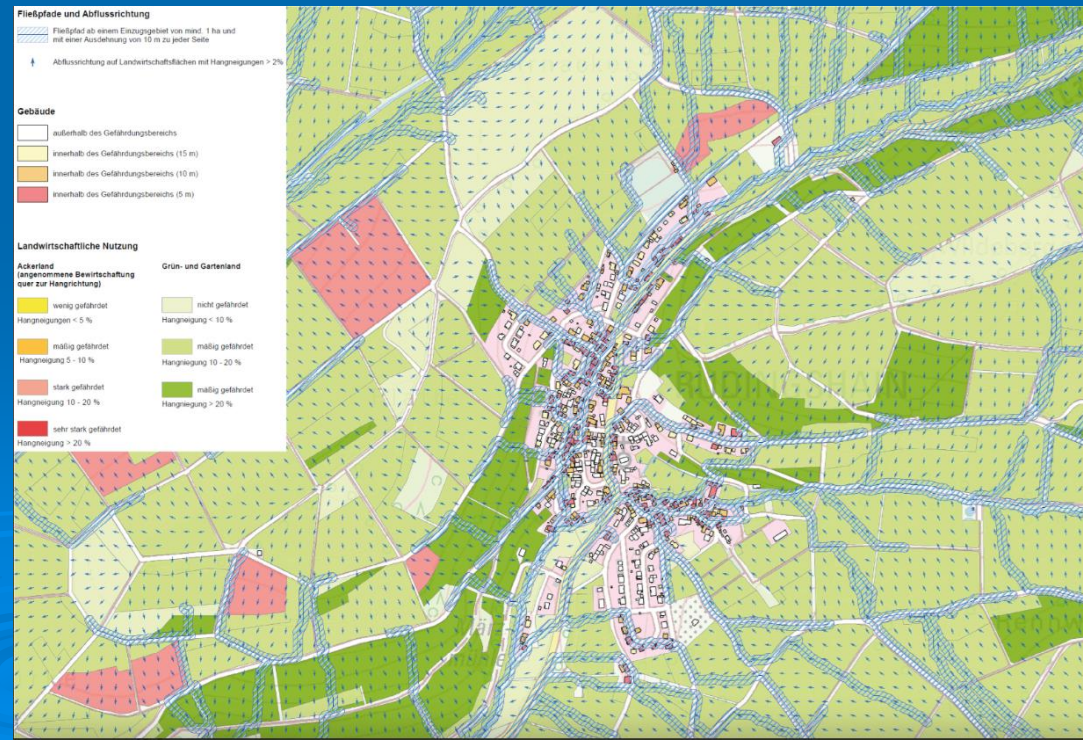 Fließpfade und Abflussrichtung
Fließpfad ab einem Einzugsgebiet von mind. 1 ha und
mit einer Ausdehnung von 10 m zu jeder Seite
Abflussrichtung auf Landwirtschaftsflächen mit Hangneigungen > 2%
Gebäude
außerhalb des Gefährdungsbereichs
innerhalb des Gefährdungsbereichs (15 m)
innerhalb des Gefährdungsbereichs (10 m)
innerhalb des Gefährdungsbereichs (5 m)
Landwirtschaftliche Nutzung
Ackerland
(angenommene Bewirtschaftung
quer zur Hangrichtung)
wenig gefährdet
Hangneigungen < 5 %
mäßig gefährdet
Hangneigung 5 - 10 %
stark gefährdet
Hangneigung 10 - 20 %
sehr stark gefährdet
Hangneigung > 20 %
Grün- und Gartenland
nicht gefährdet
Hangneigung < 10 %
mäßig gefährdet
Hangniegung 10 - 20 %
mäßig gefährdet
Hangniegung > 20 %